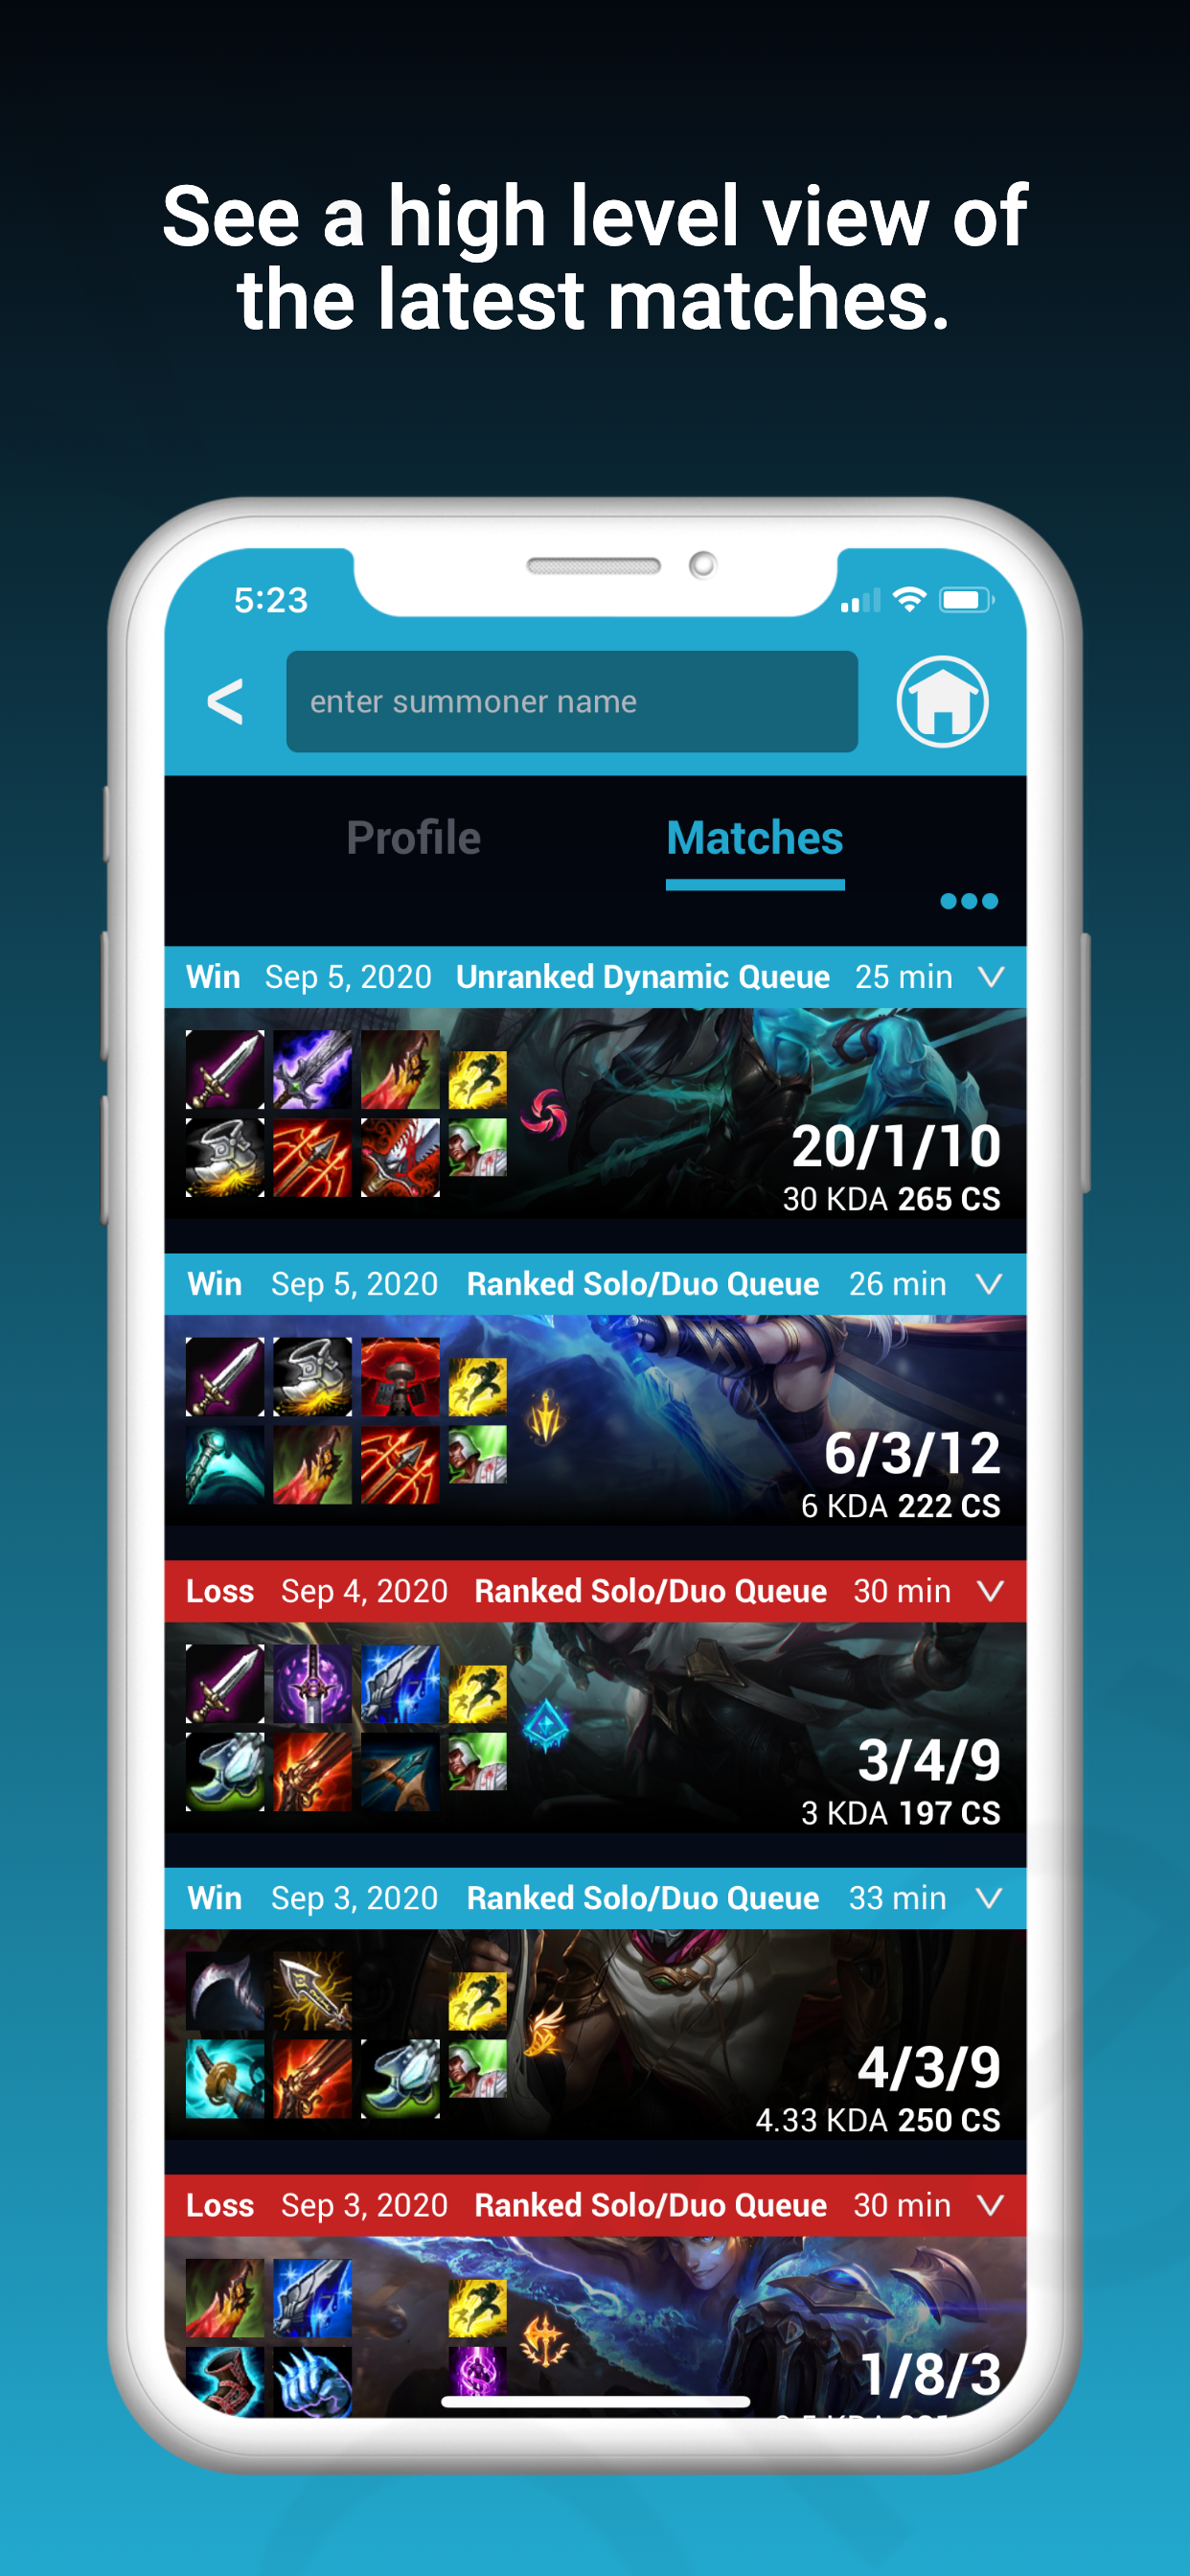 See a high level view of
the latest matches.
5:23
<
enter summoner name
Profile
Matches
Win Sep 5, 2020 Unranked Dynamic Queue 25 min
20/1/10
30 KDA 265 CS
Win Sep 5, 2020 Ranked Solo/Duo Queue 26 min
6/3/12
6 KDA 222 CS
Loss Sep 4, 2020 Ranked Solo/Duo Queue 30 min
3/4/9
3 KDA 197 CS
Win Sep 3, 2020 Ranked Solo/Duo Queue 33 min
4/3/9
4.33 KDA 250 CS
Loss Sep 3, 2020 Ranked Solo/Duo Queue 30 min
1/8/3